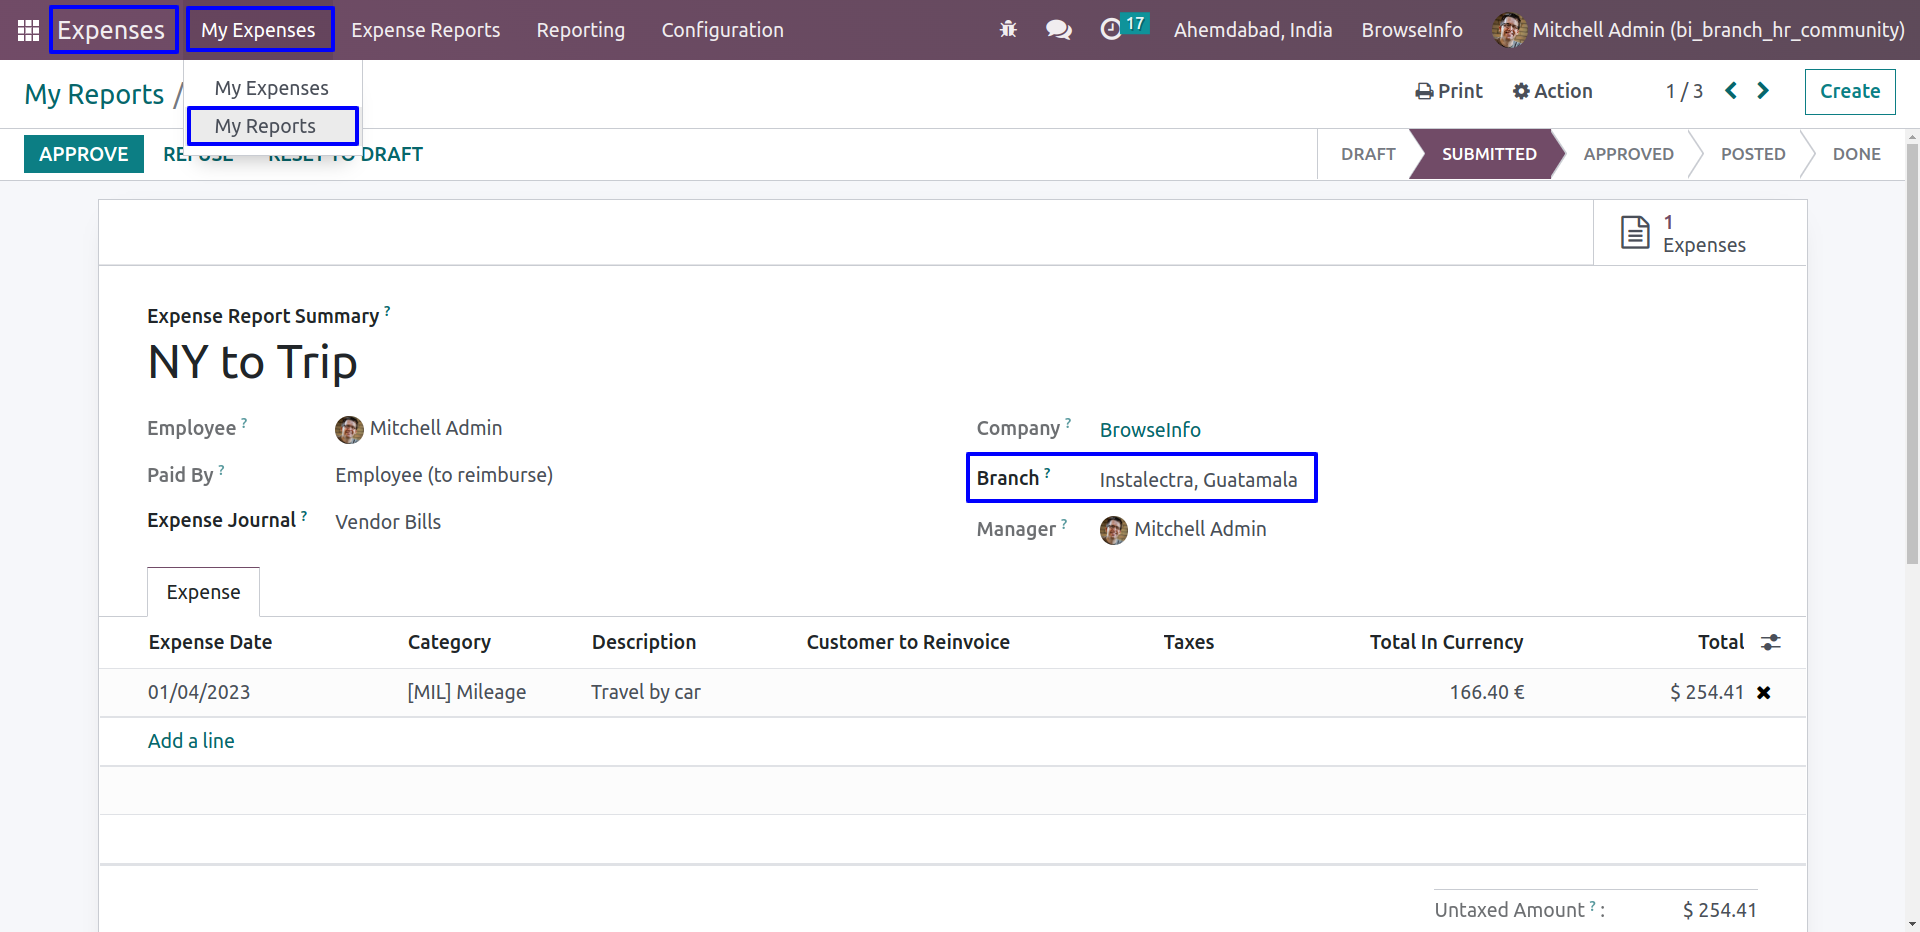 Expenses My Expenses Expense Reports Reporting Configuration 17 Ahemdabad, India BrowseInfo Mitchell Admin (bi_branch_hr_community)
My Reports / Print Action 1 / 3 Create
My Expenses
My Reports
APPROVE REFUSE RESET TO DRAFT DRAFT SUBMITTED APPROVED POSTED DONE
1
Expenses
Expense Report Summary ?
NY to Trip
Employee ? Mitchell Admin Company ? BrowseInfo
Paid By ? Employee (to reimburse) Branch ? Instalectra, Guatamala
Expense Journal ? Vendor Bills Manager ? Mitchell Admin
Expense
Expense Date Category Description Customer to Reinvoice Taxes Total In Currency Total
01/04/2023 [MIL] Mileage Travel by car 166.40 € $ 254.41
Add a line
Untaxed Amount ? : $ 254.41